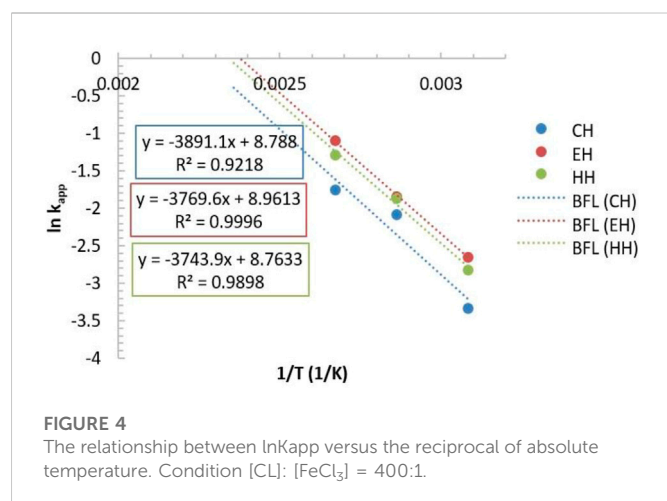 0
0.002
0.0025
0.003
-0.5
-1
-1.5
-2
-2.5
-3
-3.5
-4
ln k_app
y = -3891.1x + 8.788
R² = 0.9218
y = -3769.6x + 8.9613
R² = 0.9996
y = -3743.9x + 8.7633
R² = 0.9898
CH
EH
HH
BFL (CH)
BFL (EH)
BFL (HH)
1/T (1/K)
FIGURE 4
The relationship between lnKapp versus the reciprocal of absolute
temperature. Condition [CL]: [FeCl₃] = 400:1.